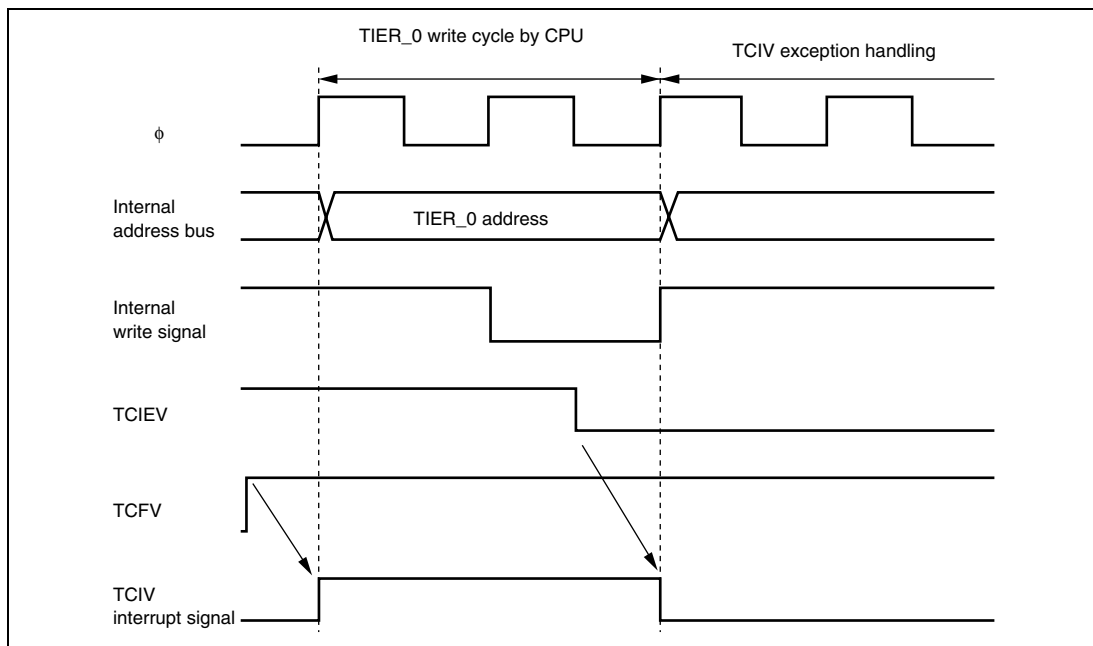 TIER_0 write cycle by CPU
TCIV exception handling
ϕ
Internal
address bus
TIER_0 address
Internal
write signal
TCIEV
TCFV
TCIV
interrupt signal